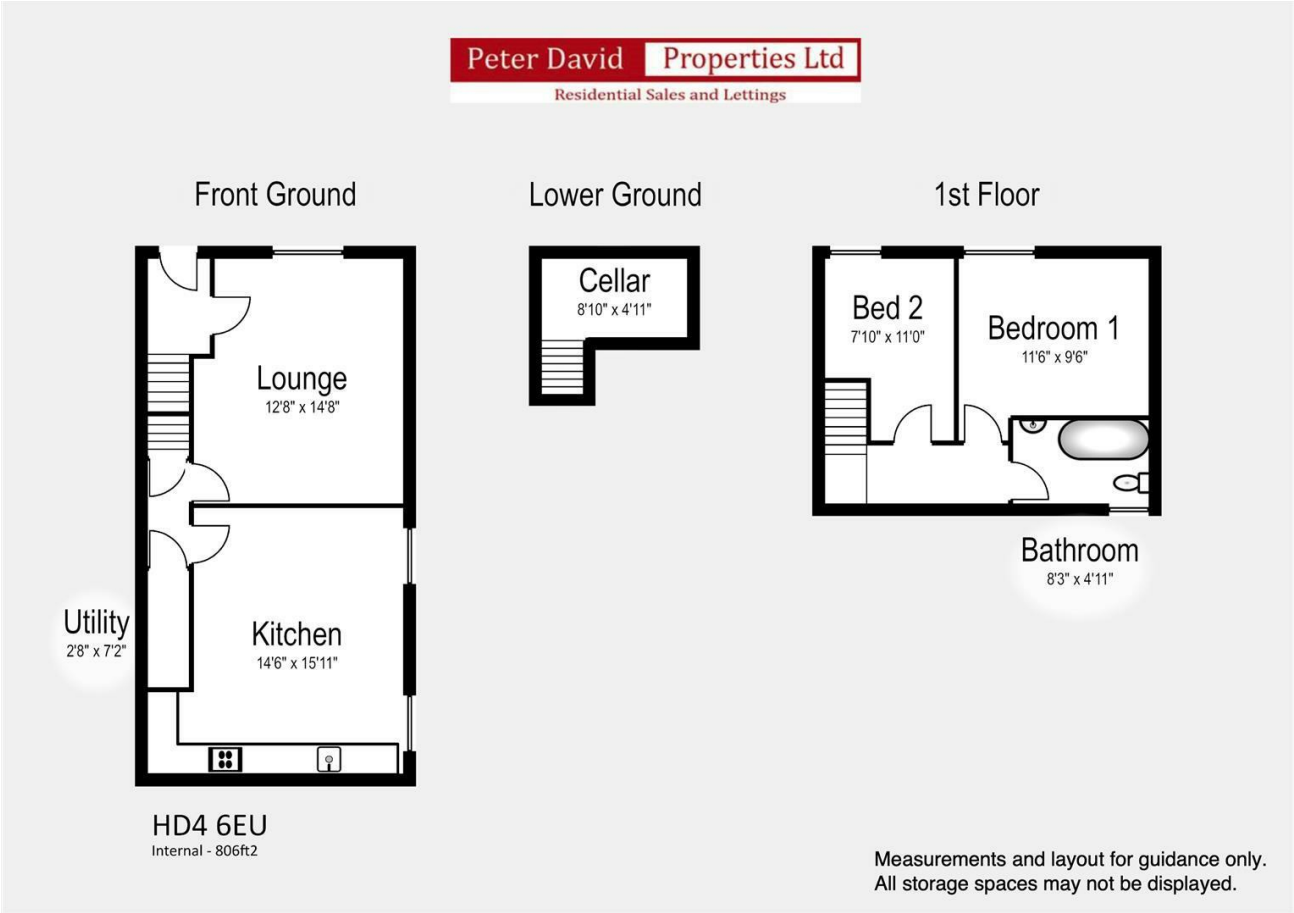 Peter David Properties Ltd
Residential Sales and Lettings
Front Ground
Lower Ground
1st Floor
Cellar
8'10" x 4'11"
Bed 2
7'10" x 11'0"
Bedroom 1
11'6" x 9'6"
Lounge
12'8" x 14'8"
Bathroom
8'3" x 4'11"
Utility
2'8" x 7'2"
Kitchen
14'6" x 15'11"
HD4 6EU
Internal - 806ft2
Measurements and layout for guidance only.
All storage spaces may not be displayed.